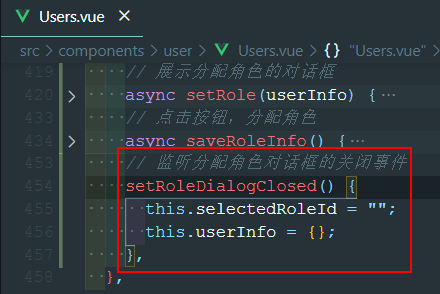 Users.vue ×
src > components > user > Users.vue > {} "Users.vue"
419 // 展示分配角色的对话框
420 > async setRole(userInfo) {…
433 // 点击按钮，分配角色
434 > async saveRoleInfo() {…
453 // 监听分配角色对话框的关闭事件
454 setRoleDialogClosed() {
455 this.selectedRoleId = "";
456 this.userInfo = {};
457 },
458 },